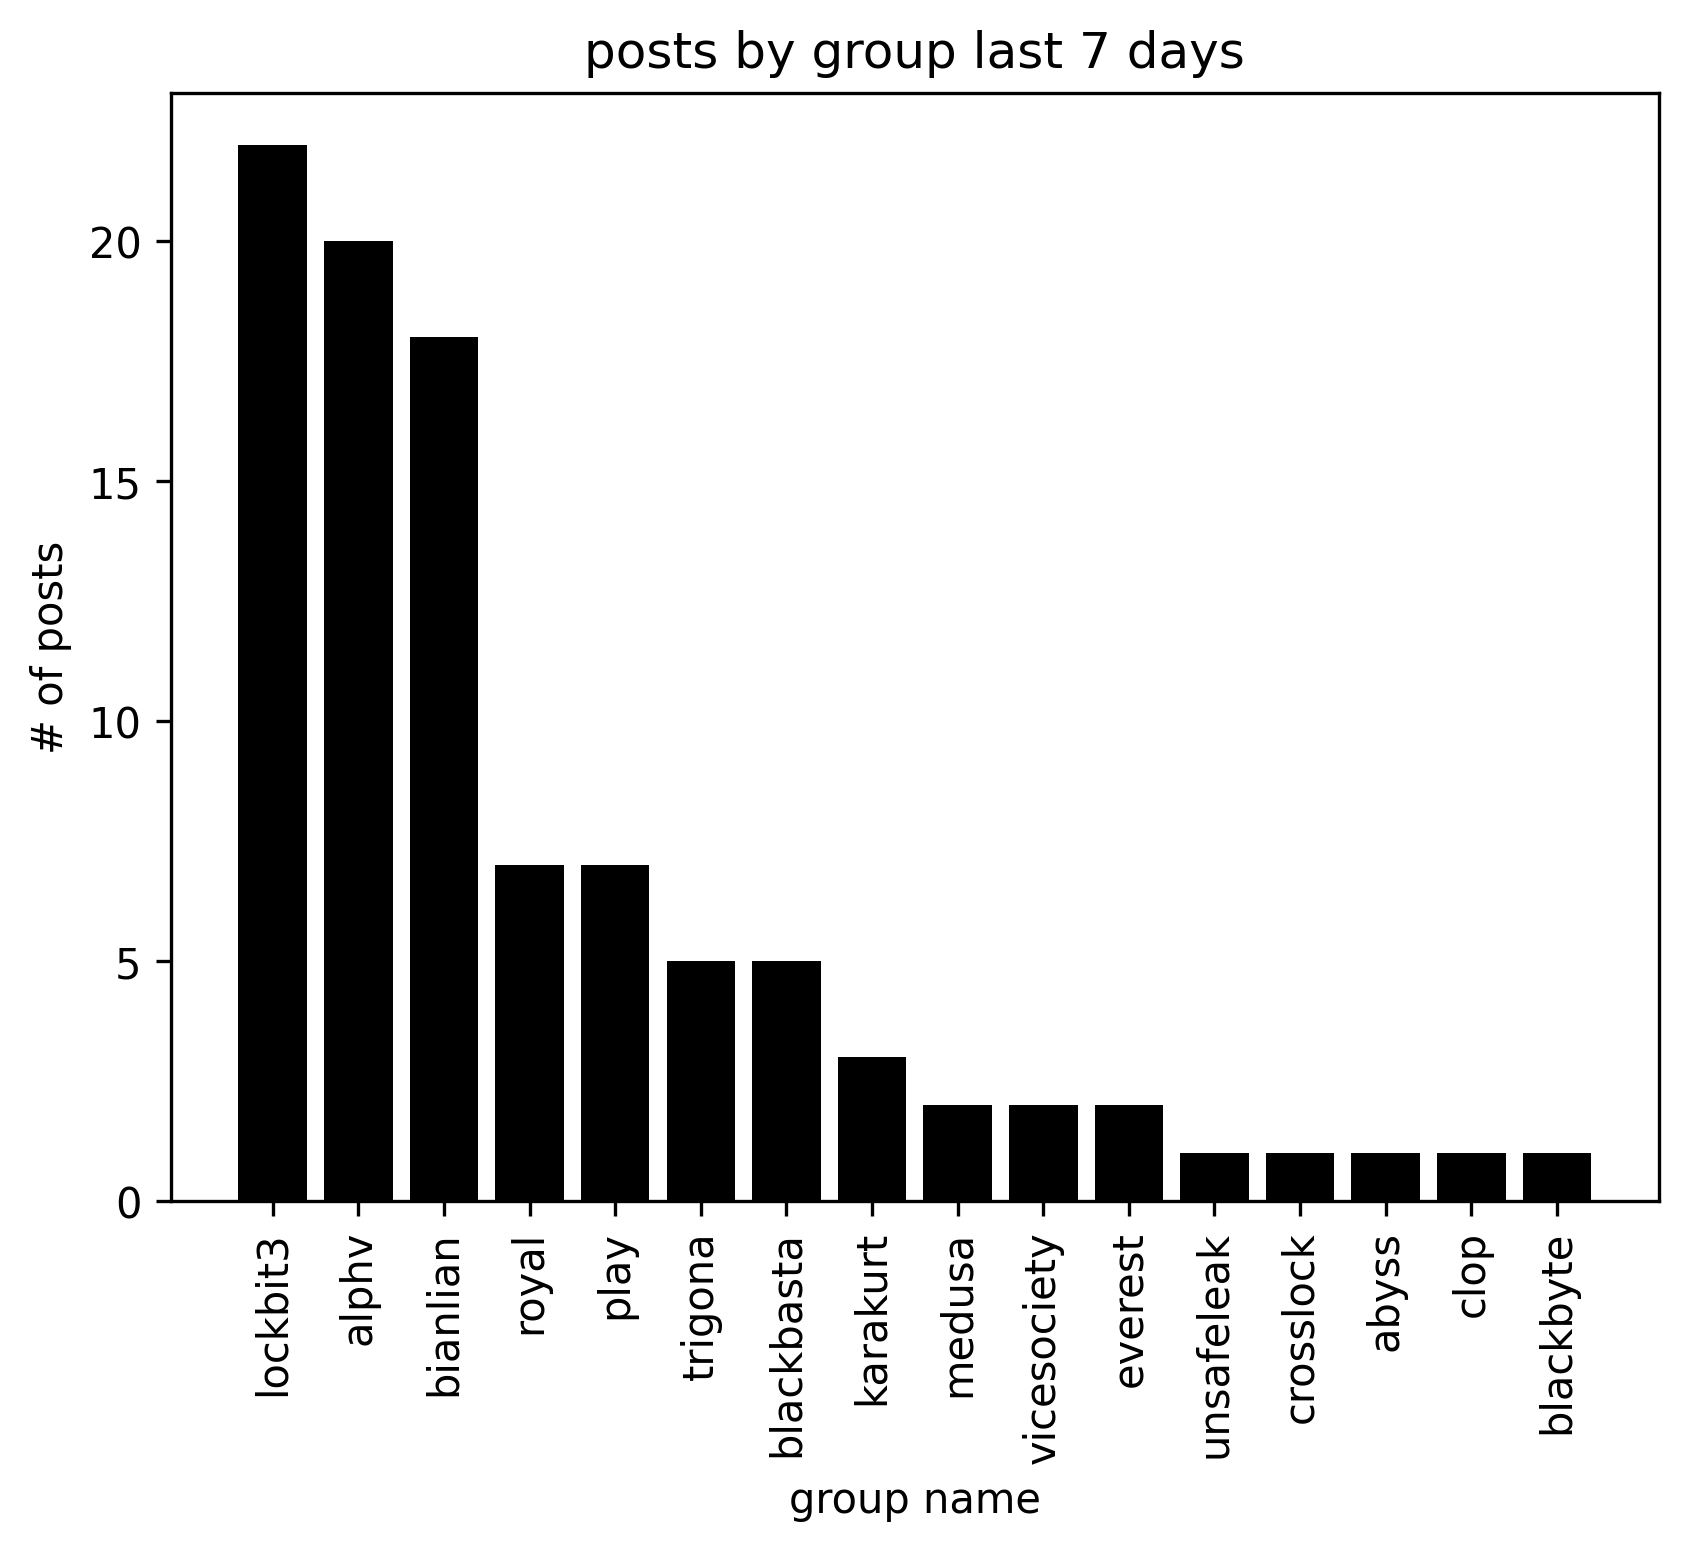 posts by group last 7 days
# of posts
20
15
10
5
0
lockbit3
alphv
bianlian
royal
play
trigona
blackbasta
karakurt
medusa
vicesociety
everest
unsafeleak
crosslock
abyss
clop
blackbyte
group name